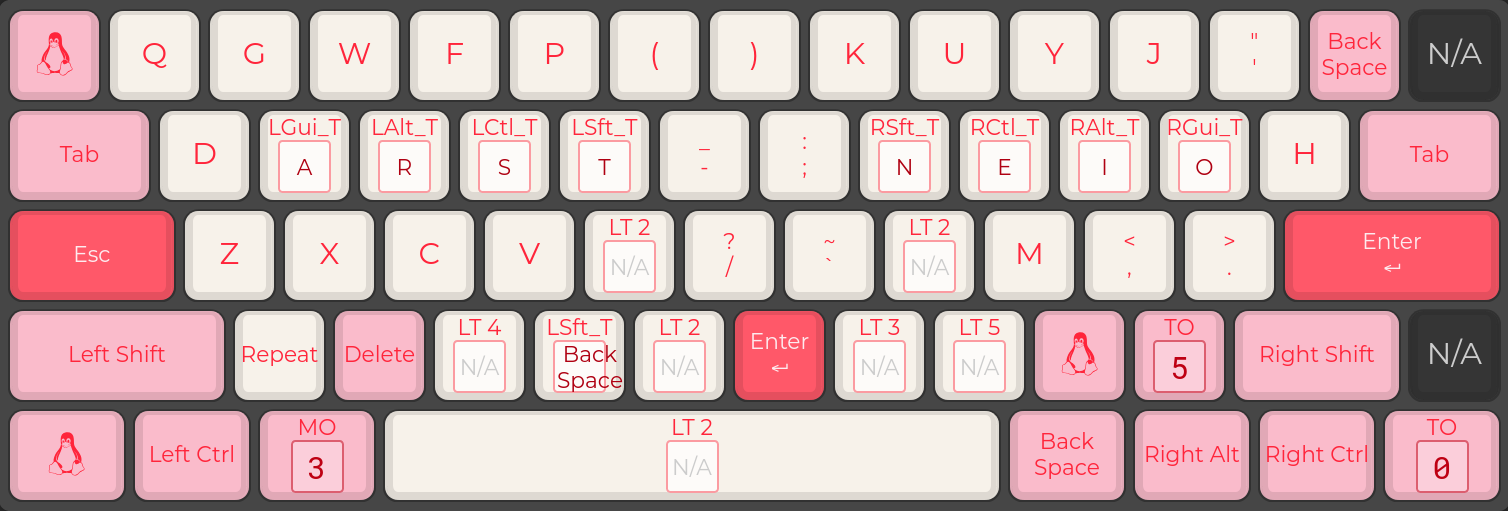 Q G W F P ( ) K U Y J " Back N/A
' Space
LGui_T LAlt_T LCtl_T LSft_T RSft_T RCtl_T RAlt_T RGui_T
Tab D A R S T _ : N E I O H Tab
- ;
LT 2 LT 2
Esc Z X C V N/A ? ~ N/A M < > Enter
/ ` , . ↵
LT 4 LSft_T LT 2 Enter LT 3 LT 5 TO
Left Shift Repeat Delete N/A Back N/A ↵ N/A N/A 5 Right Shift N/A
Space
MO LT 2 TO
Left Ctrl 3 N/A Back Right Alt Right Ctrl 0
Space